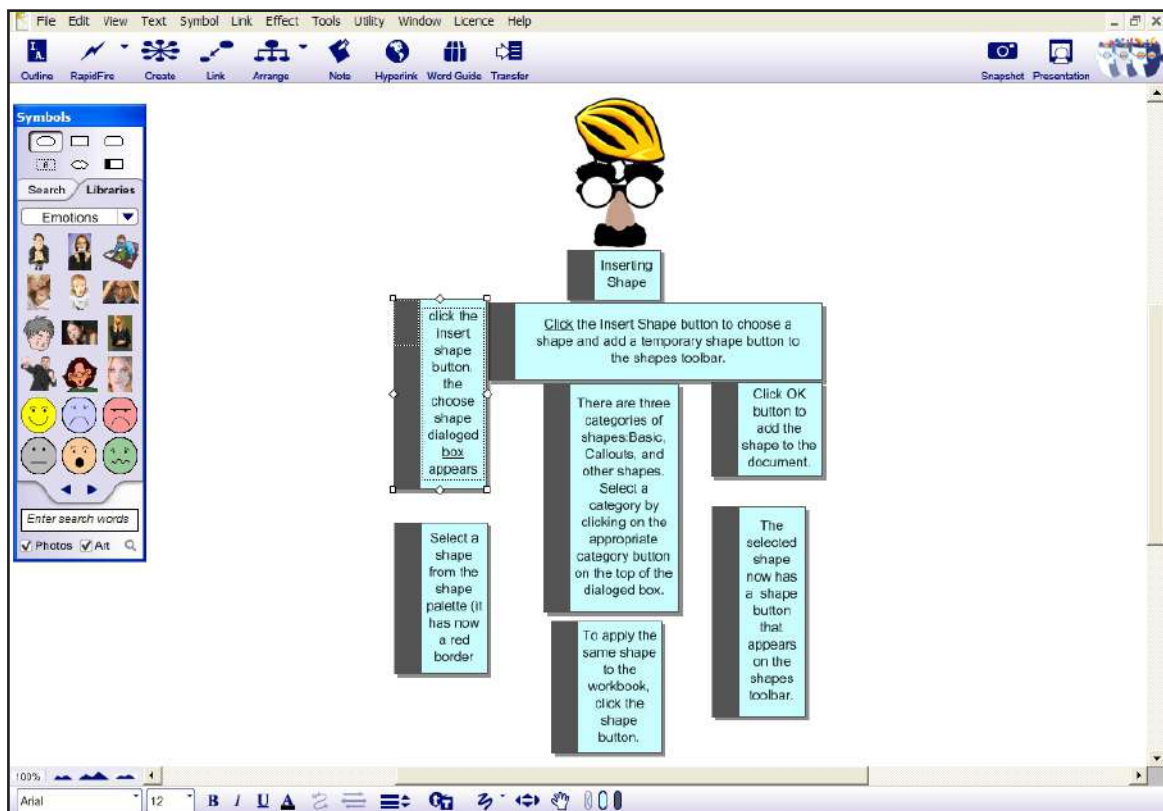 File Edit View Text Symbol Link Effect Tools Utility Window Licence Help
Outline RapidFire Create Link Arrange Note Hyperlink Word Guide Transfer Snapshot Presentation
Symbols
Search Libraries
Emotions
Enter search words
Photos Art
Inserting
Shape
click the
insert
shape
button,
the
choose
shape
dialoged
box
appears
Click the Insert Shape button to choose a
shape and add a temporary shape button to
the shapes toolbar.
There are three
categories of
shapes:Basic,
Callouts, and
other shapes.
Select a
category by
clicking on the
appropriate
category button
on the top of the
dialoged box.
Click OK
button to
add the
shape to the
document.
Select a
shape
from the
shape
palette (it
has now
a red
border
To apply the
same shape
to the
workbook,
click the
shape
button.
The
selected
shape
now has
a shape
button
that
appears
on the
shapes
toolbar.
100%
Arial 12 B I U A